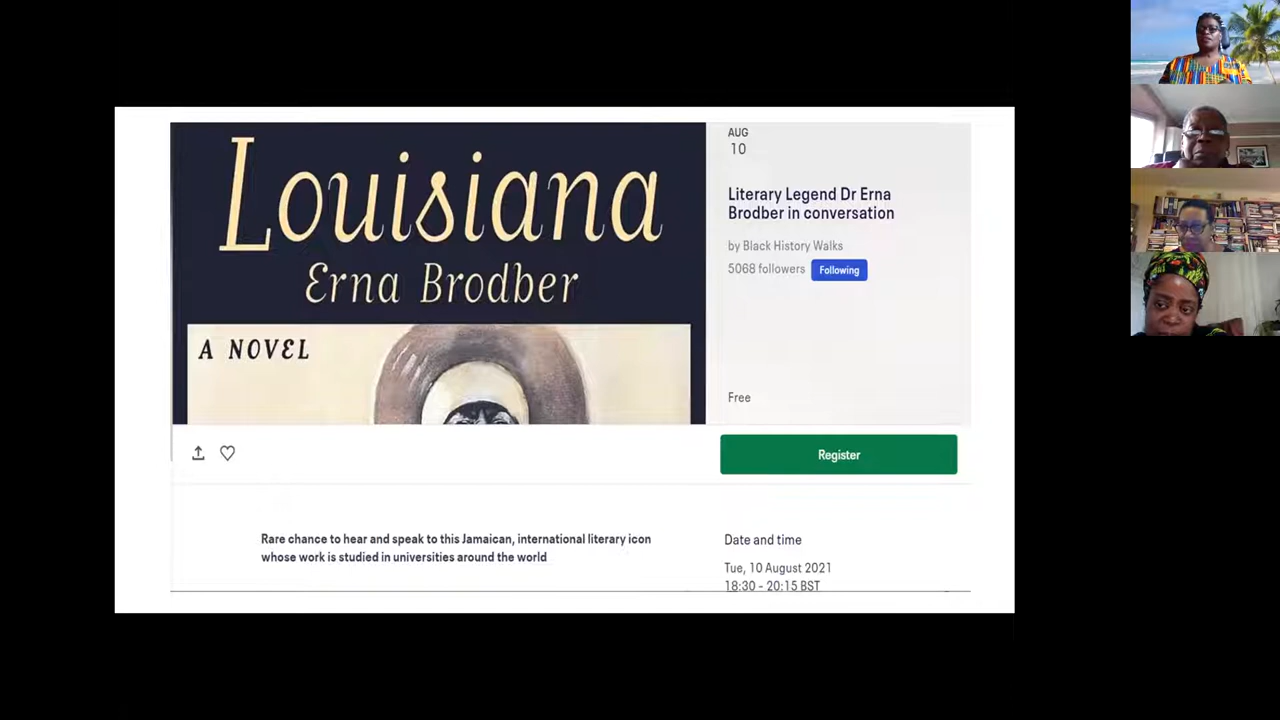 Louisiana
Erna Brodber
A NOVEL
AUG
10
Literary Legend Dr Erna
Brodber in conversation
by Black History Walks
5068 followers Following
Free
Register
Rare chance to hear and speak to this Jamaican, international literary icon
whose work is studied in universities around the world
Date and time
Tue, 10 August 2021
18:30 - 20:15 BST